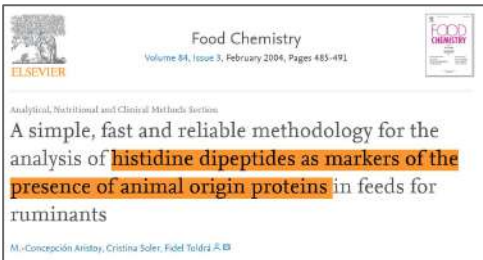 ELSEVIER
Food Chemistry
Volume 84, Issue 3, February 2004, Pages 485-491
FOOD
CHEMISTRY
Analytical, Nutritional and Clinical Methods Section
A simple, fast and reliable methodology for the
analysis of histidine dipeptides as markers of the
presence of animal origin proteins in feeds for
ruminants
M.-Concepción Aristoy, Cristina Soler, Fidel Toldrá